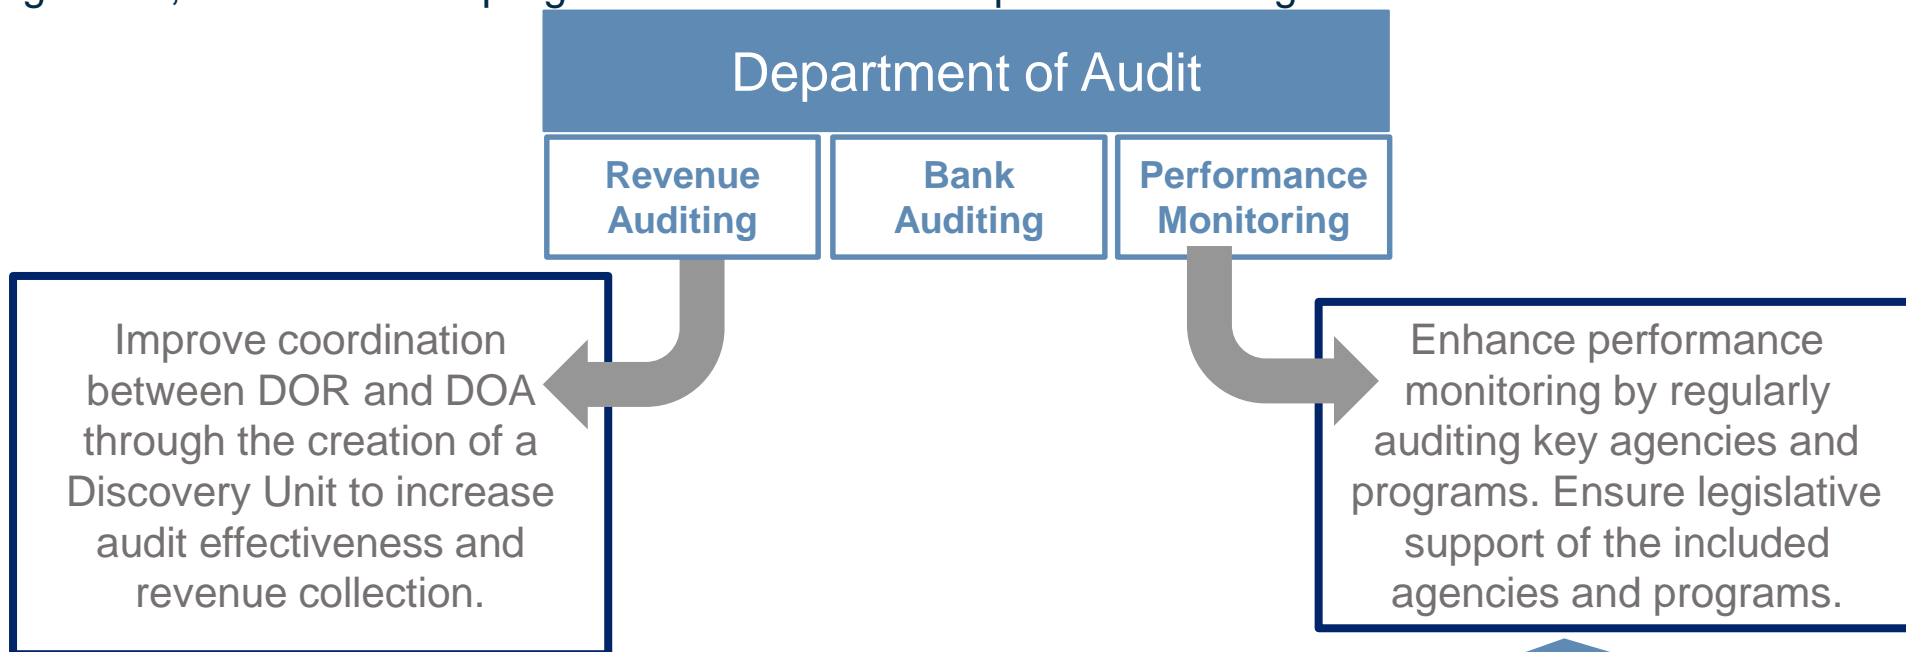 Department of Audit
Revenue
Auditing
Bank
Auditing
Performance
Monitoring
Improve coordination
between DOR and DOA
through the creation of a
Discovery Unit to increase
audit effectiveness and
revenue collection.
Enhance performance
monitoring by regularly
auditing key agencies and
programs. Ensure legislative
support of the included
agencies and programs.